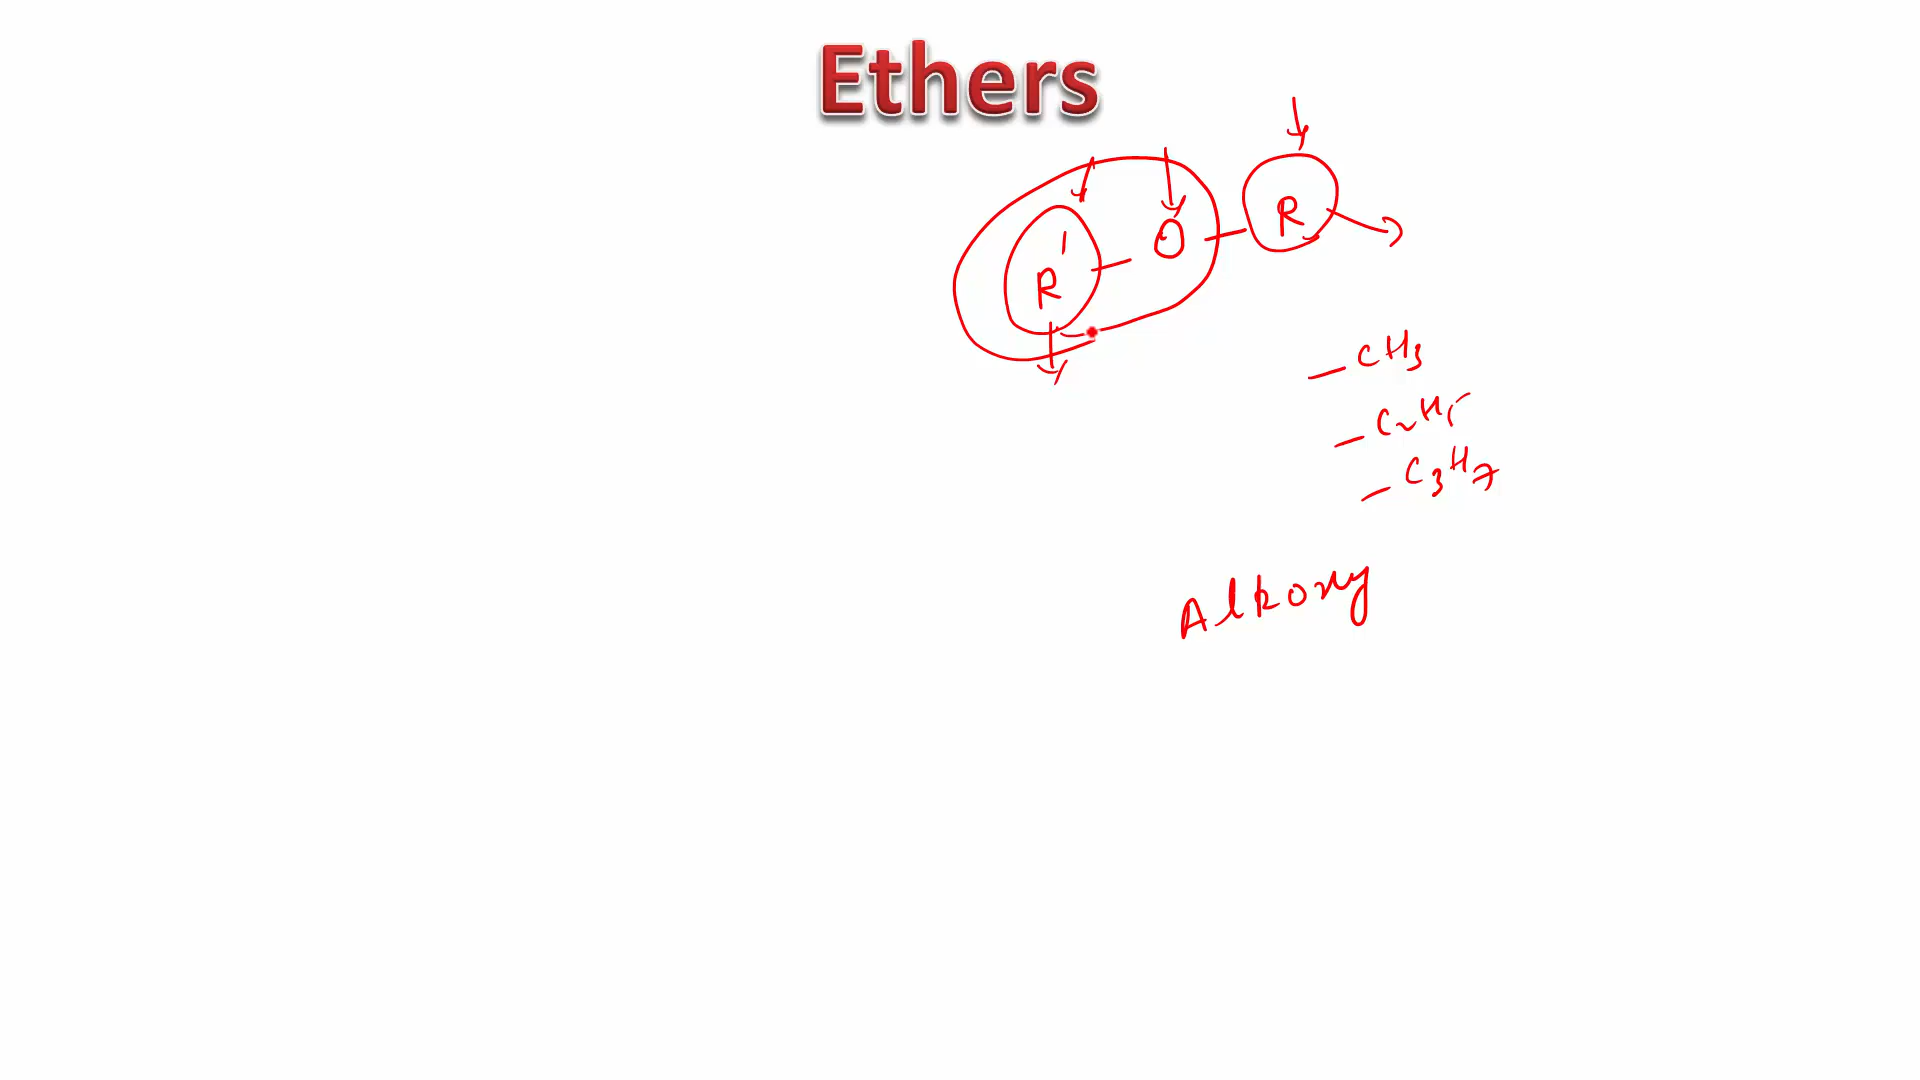 Ethers
R' - O - R
- CH3
- C2H5
- C3H7
Alkoxy